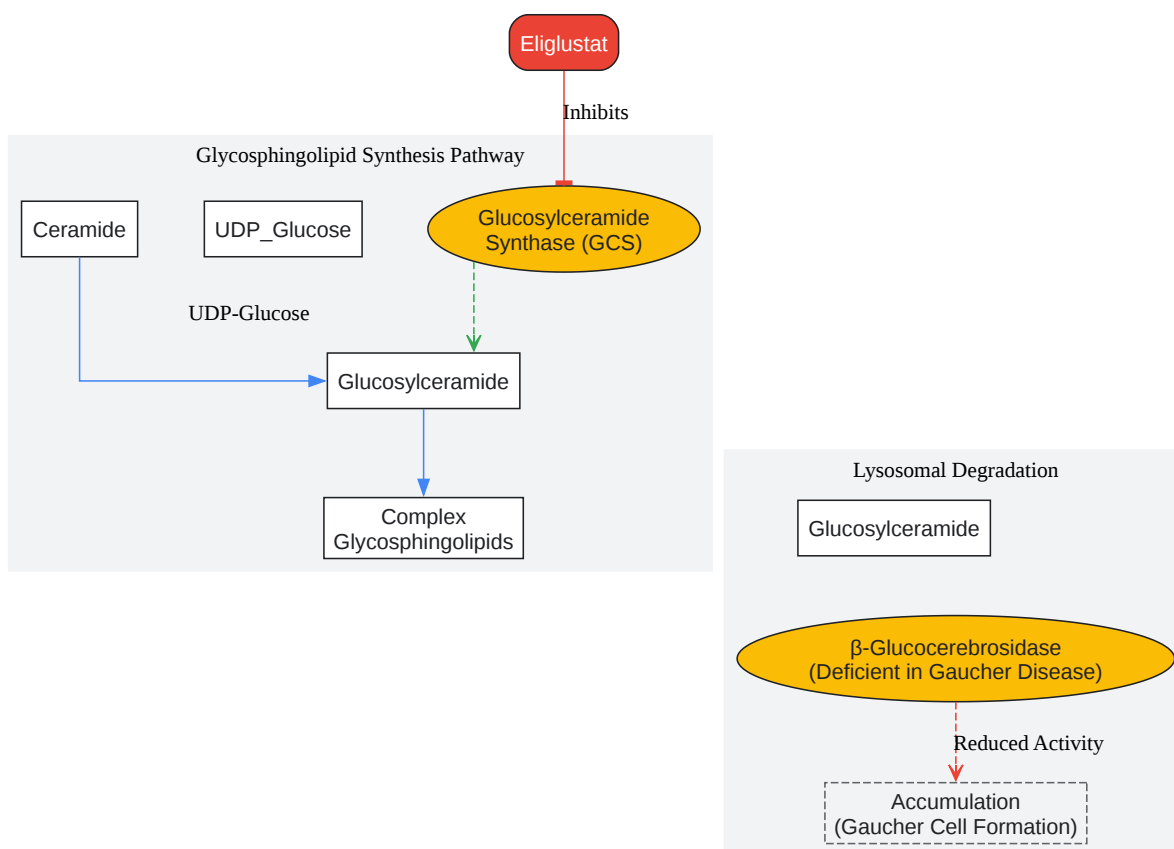 Eliglustat
Inhibits
Glycosphingolipid Synthesis Pathway
Ceramide
UDP_Glucose
Glucosylceramide
Synthase (GCS)
UDP-Glucose
Glucosylceramide
Complex
Glycosphingolipids
Lysosomal Degradation
Glucosylceramide
β-Glucocerebrosidase
(Deficient in Gaucher Disease)
Reduced Activity
Accumulation
(Gaucher Cell Formation)